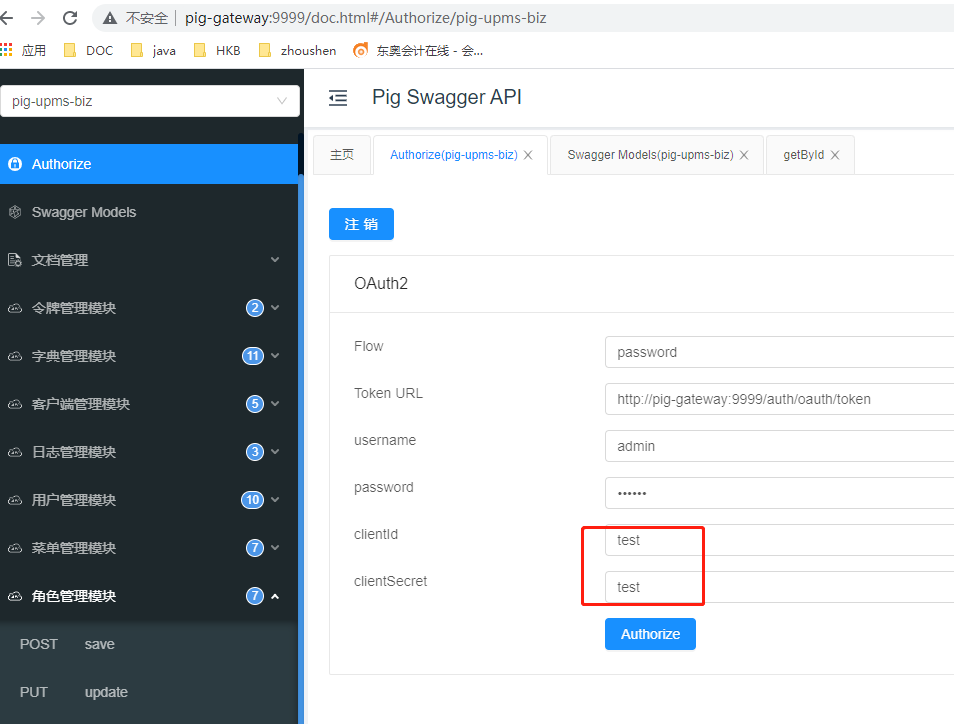 不安全 pig-gateway:9999/doc.html#/Authorize/pig-upms-biz
应用 DOC java HKB zhoushen 东奥会计在线 - 会...
pig-upms-biz
Pig Swagger API
主页 Authorize(pig-upms-biz) Swagger Models(pig-upms-biz) getById
Authorize
Swagger Models
文档管理
令牌管理模块 2
字典管理模块 11
客户端管理模块 5
日志管理模块 3
用户管理模块 10
菜单管理模块 7
角色管理模块 7
POST save
PUT update
注 销
OAuth2
Flow password
Token URL http://pig-gateway:9999/auth/oauth/token
username admin
password ••••••
clientId test
clientSecret test
Authorize